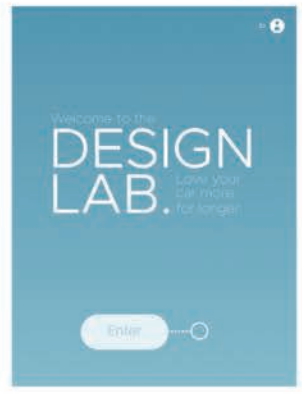 Welcome to the
DESIGN
LAB.
Love your
car more
for longer.
Enter